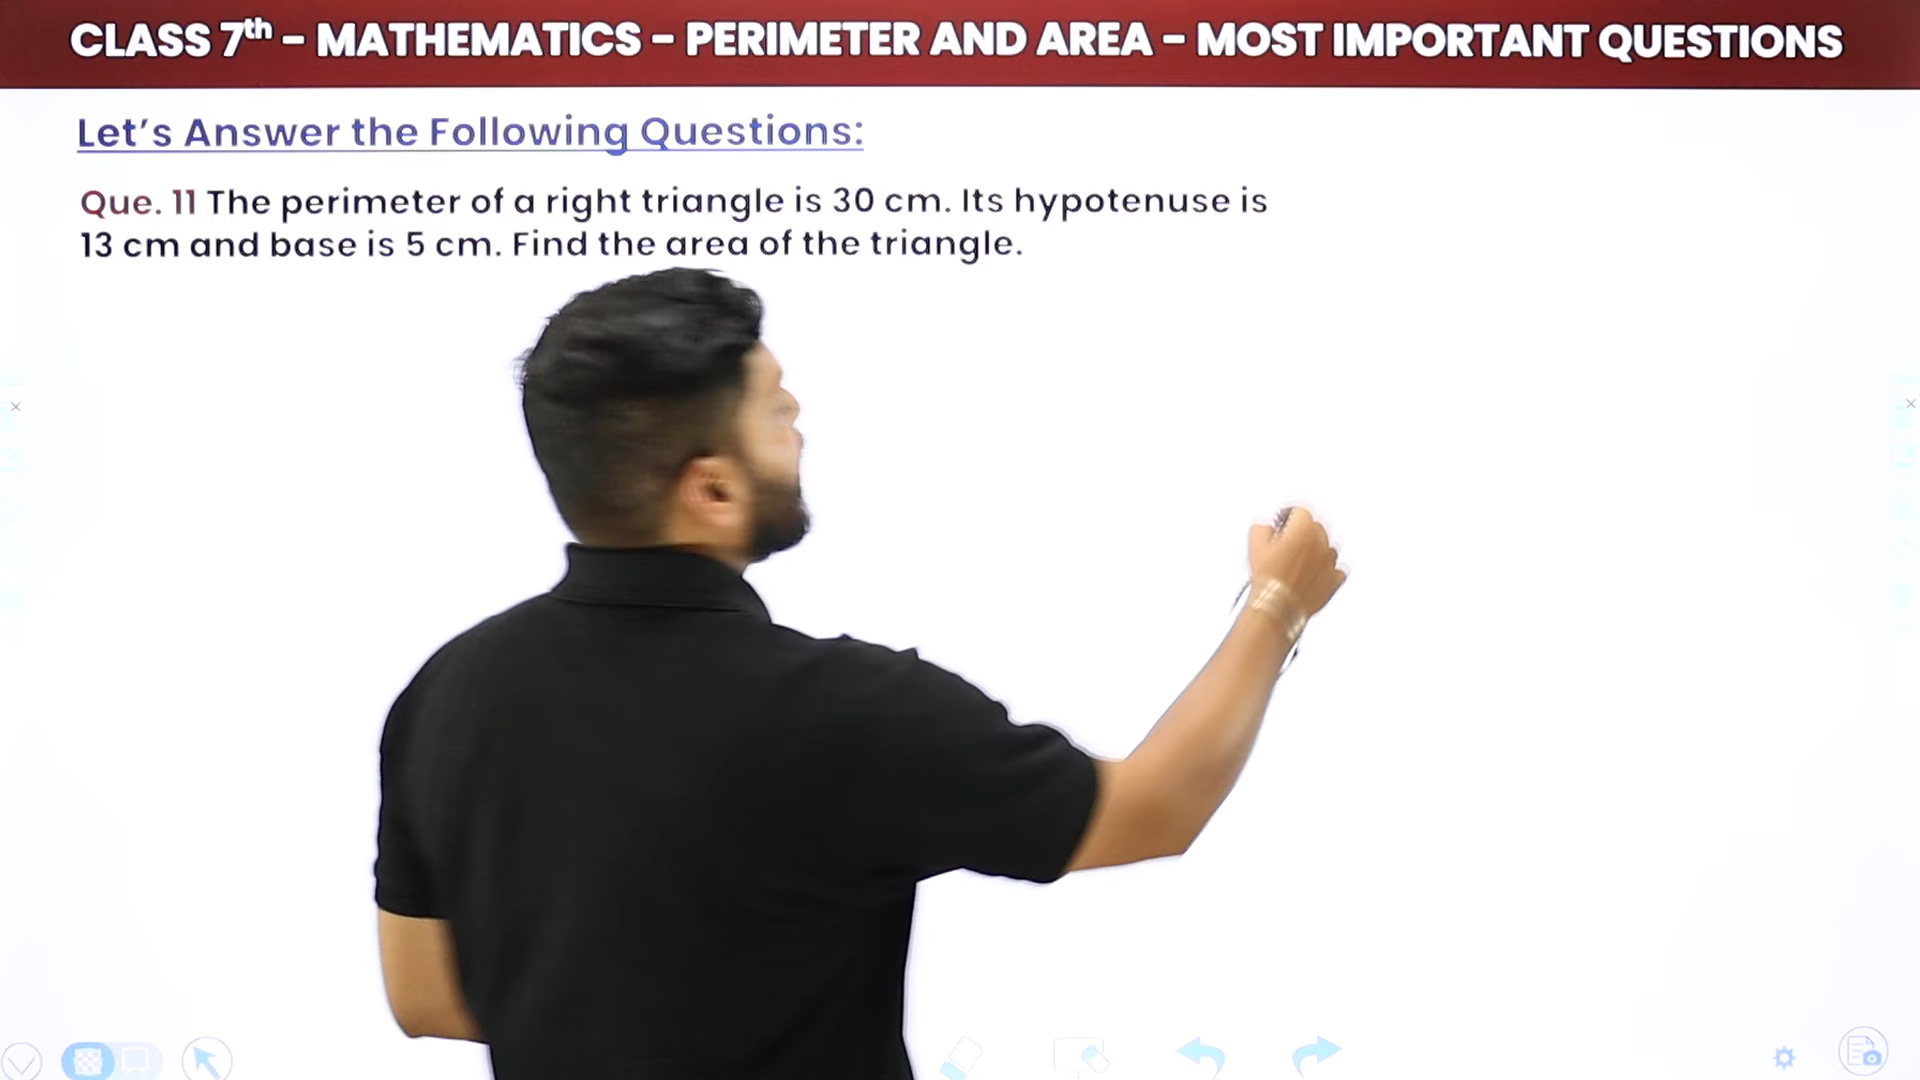 CLASS 7th - MATHEMATICS - PERIMETER AND AREA - MOST IMPORTANT QUESTIONS
Let's Answer the Following Questions:
Que. 11 The perimeter of a right triangle is 30 cm. Its hypotenuse is
13 cm and base is 5 cm. Find the area of the triangle.